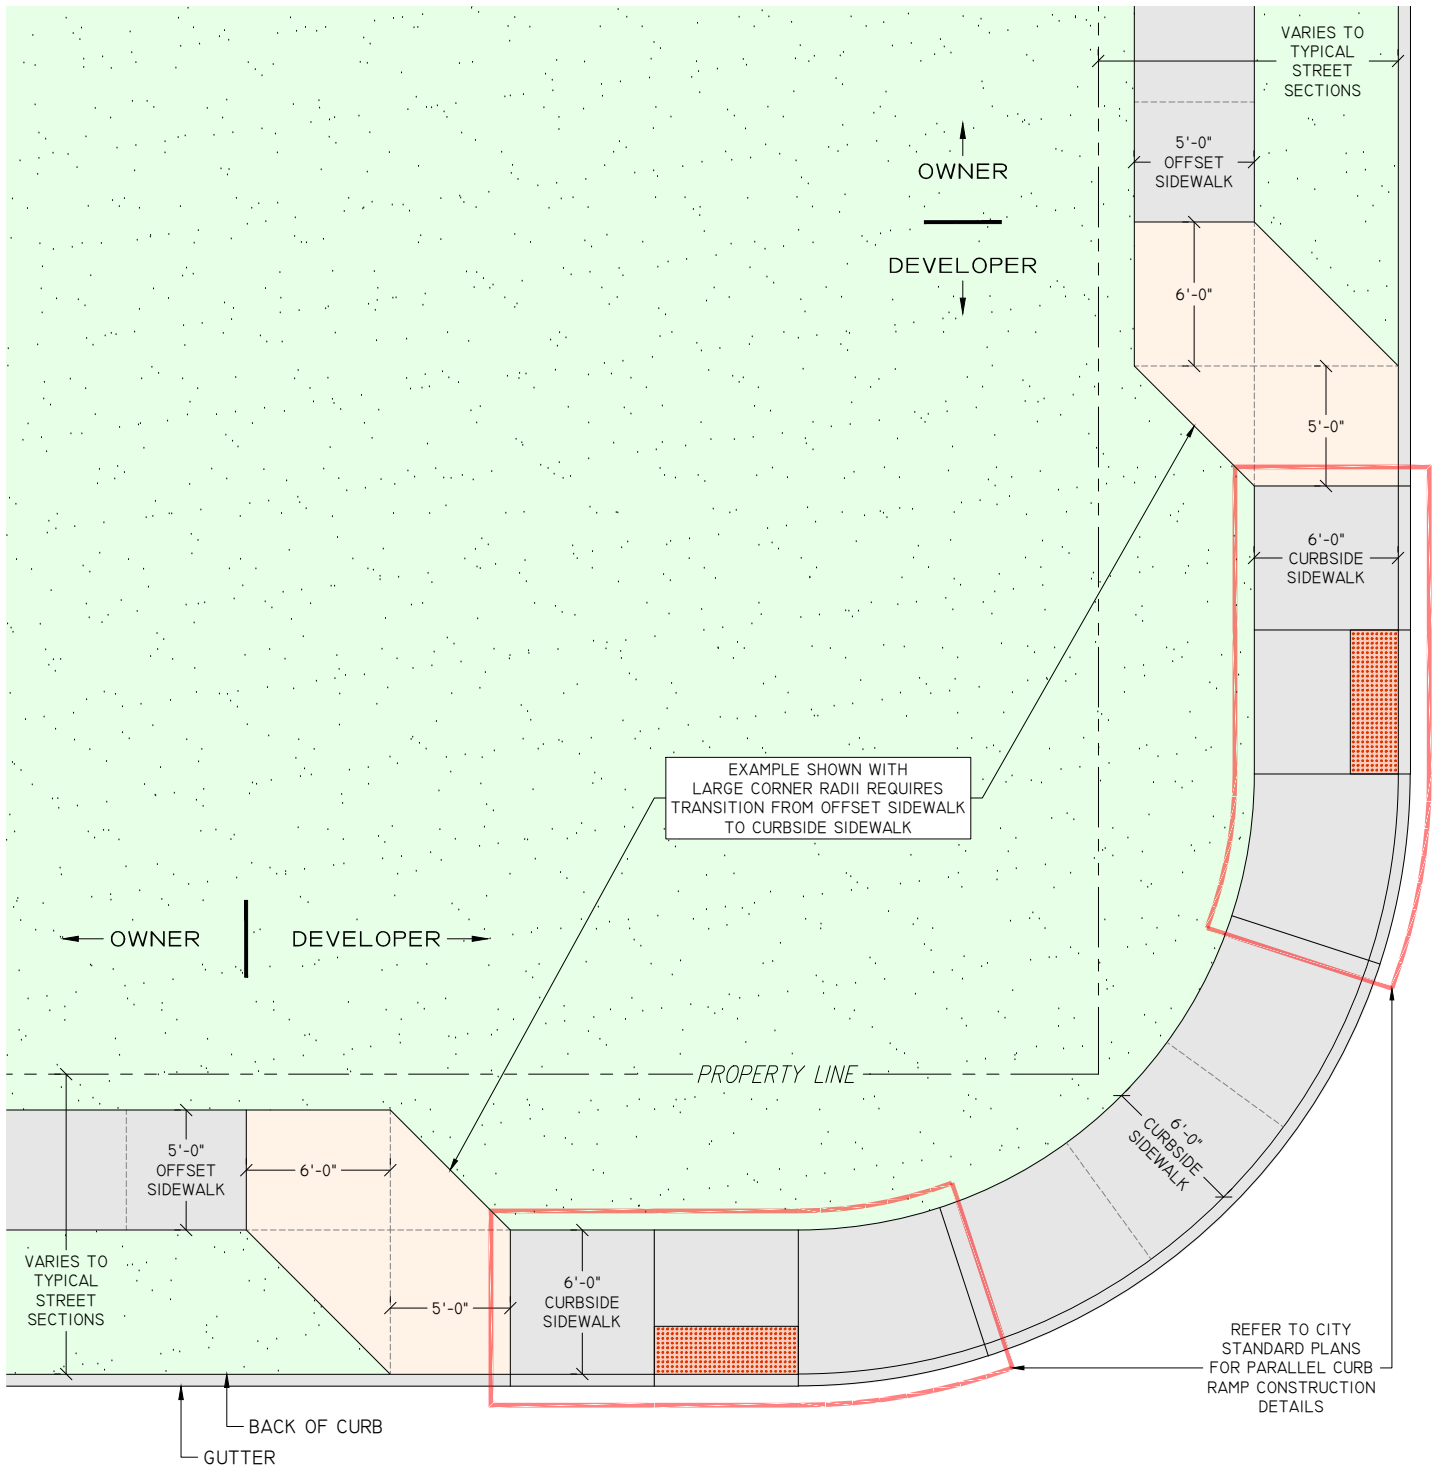 VARIES TO
TYPICAL
STREET
SECTIONS
5'-0"
OFFSET
SIDEWALK
OWNER
DEVELOPER
6'-0"
5'-0"
6'-0"
CURBSIDE
SIDEWALK
EXAMPLE SHOWN WITH
LARGE CORNER RADII REQUIRES
TRANSITION FROM OFFSET SIDEWALK
TO CURBSIDE SIDEWALK
OWNER
DEVELOPER
PROPERTY LINE
5'-0"
OFFSET
SIDEWALK
6'-0"
6'-0"
CURBSIDE
SIDEWALK
VARIES TO
TYPICAL
STREET
SECTIONS
5'-0"
6'-0"
CURBSIDE
SIDEWALK
REFER TO CITY
STANDARD PLANS
FOR PARALLEL CURB
RAMP CONSTRUCTION
DETAILS
BACK OF CURB
GUTTER